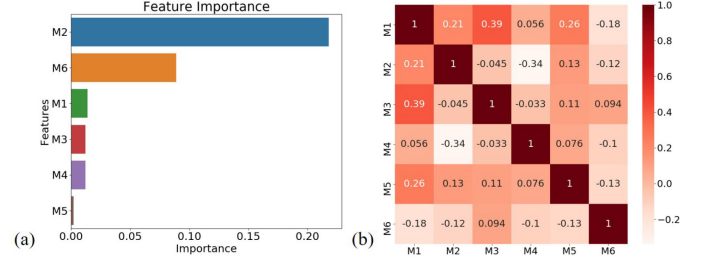 Feature Importance
M2
M6
M1
M3
M4
M5
Features
0.00 0.05 0.10 0.15 0.20
Importance
(a)
M1 1 0.21 0.39 0.056 0.26 -0.18
M2 0.21 1 -0.045 -0.34 0.13 -0.12
M3 0.39 -0.045 1 -0.033 0.11 0.094
M4 0.056 -0.34 -0.033 1 0.076 -0.1
M5 0.26 0.13 0.11 0.076 1 -0.13
M6 -0.18 -0.12 0.094 -0.1 -0.13 1
M1 M2 M3 M4 M5 M6
(b)
1.0
0.8
0.6
0.4
0.2
0.0
−0.2